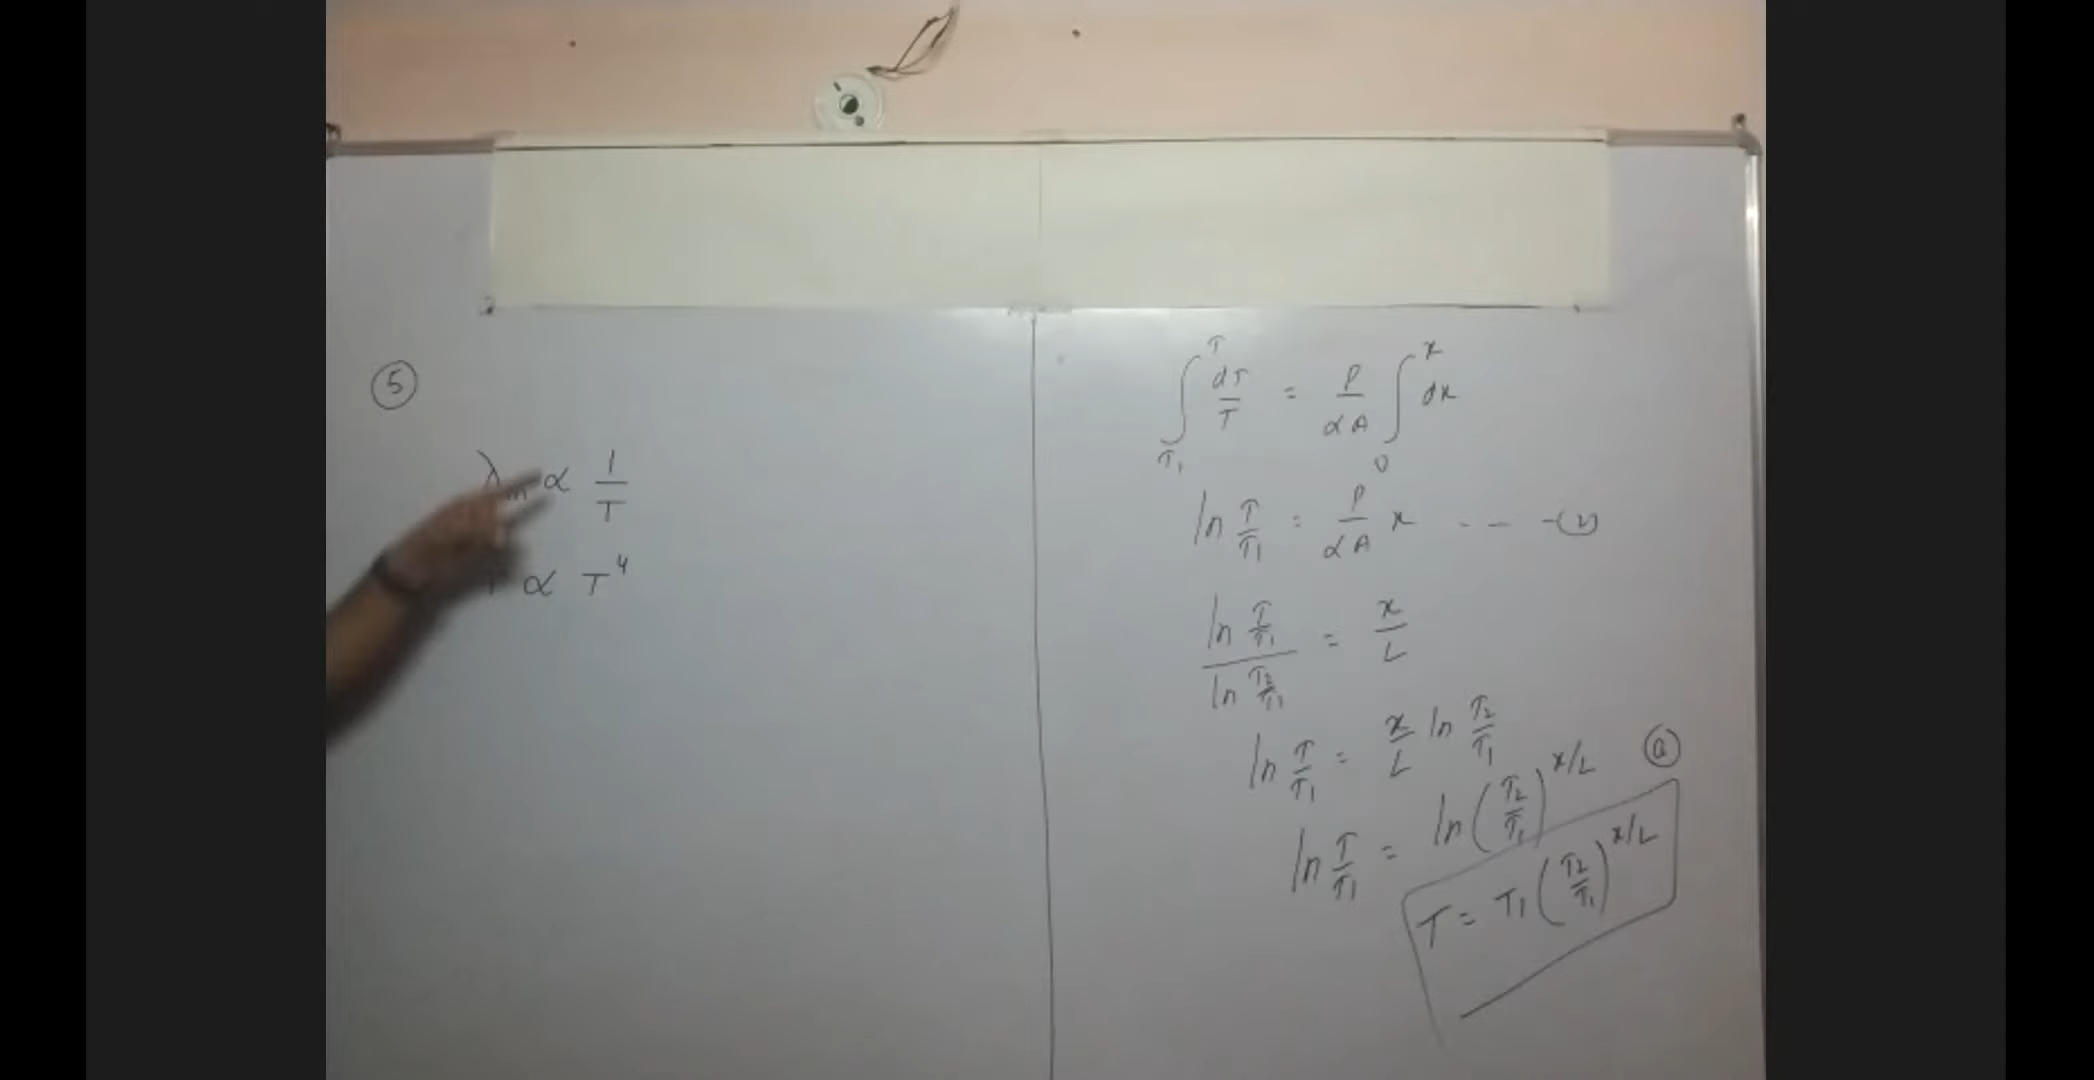 ⑤
λm ∝ 1/T
∝ T⁴
∫_{T₁}^{T} dT/T = P/(αA) ∫_{0}^{x} dx
ln T/T₁ = P/(αA) x - - - -(2)
(ln T/T₁)/(ln T₂/T₁) = x/L
ln T/T₁ = x/L ln T₂/T₁
ln T/T₁ = ln (T₂/T₁)^{x/L}
ⓐ
T = T₁ (T₂/T₁)^{x/L}